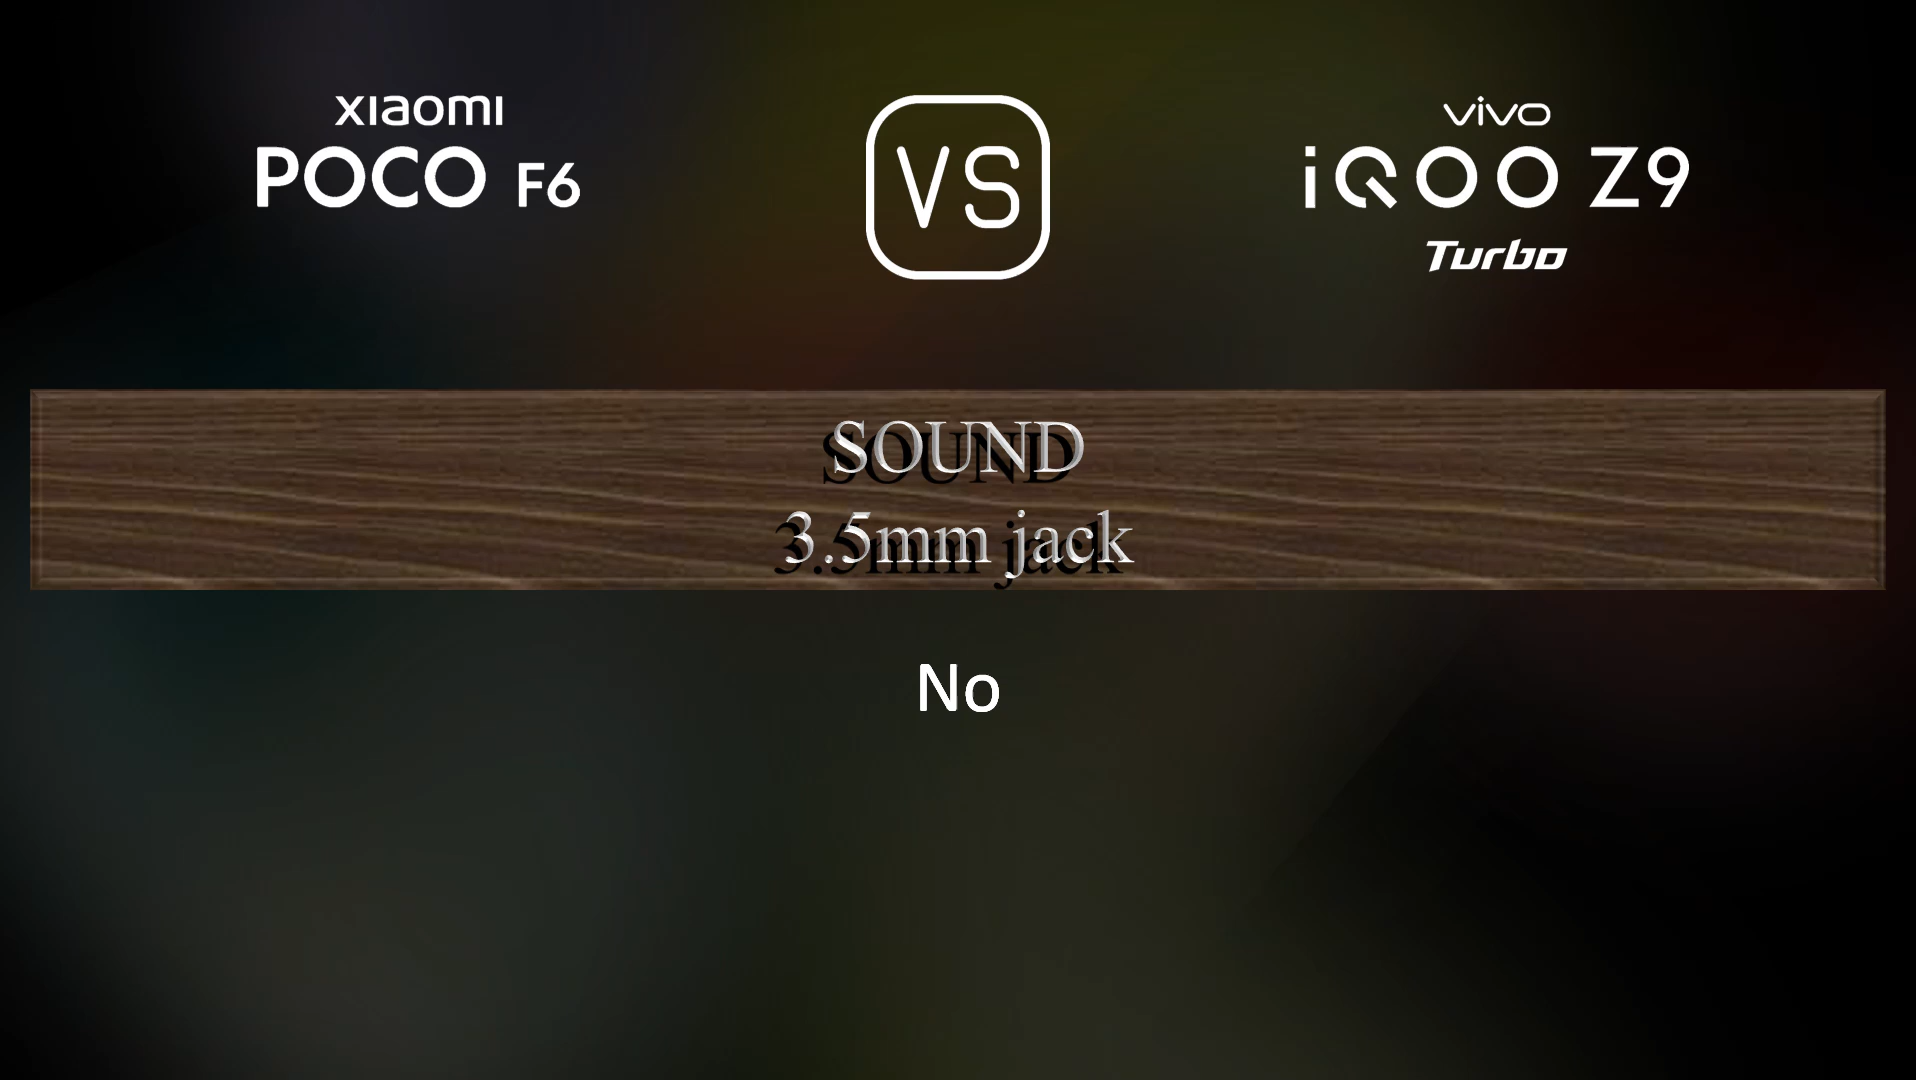 xiaomi
POCO F6
VS
vivo
iQOO Z9
Turbo
SOUND
3.5mm jack
No